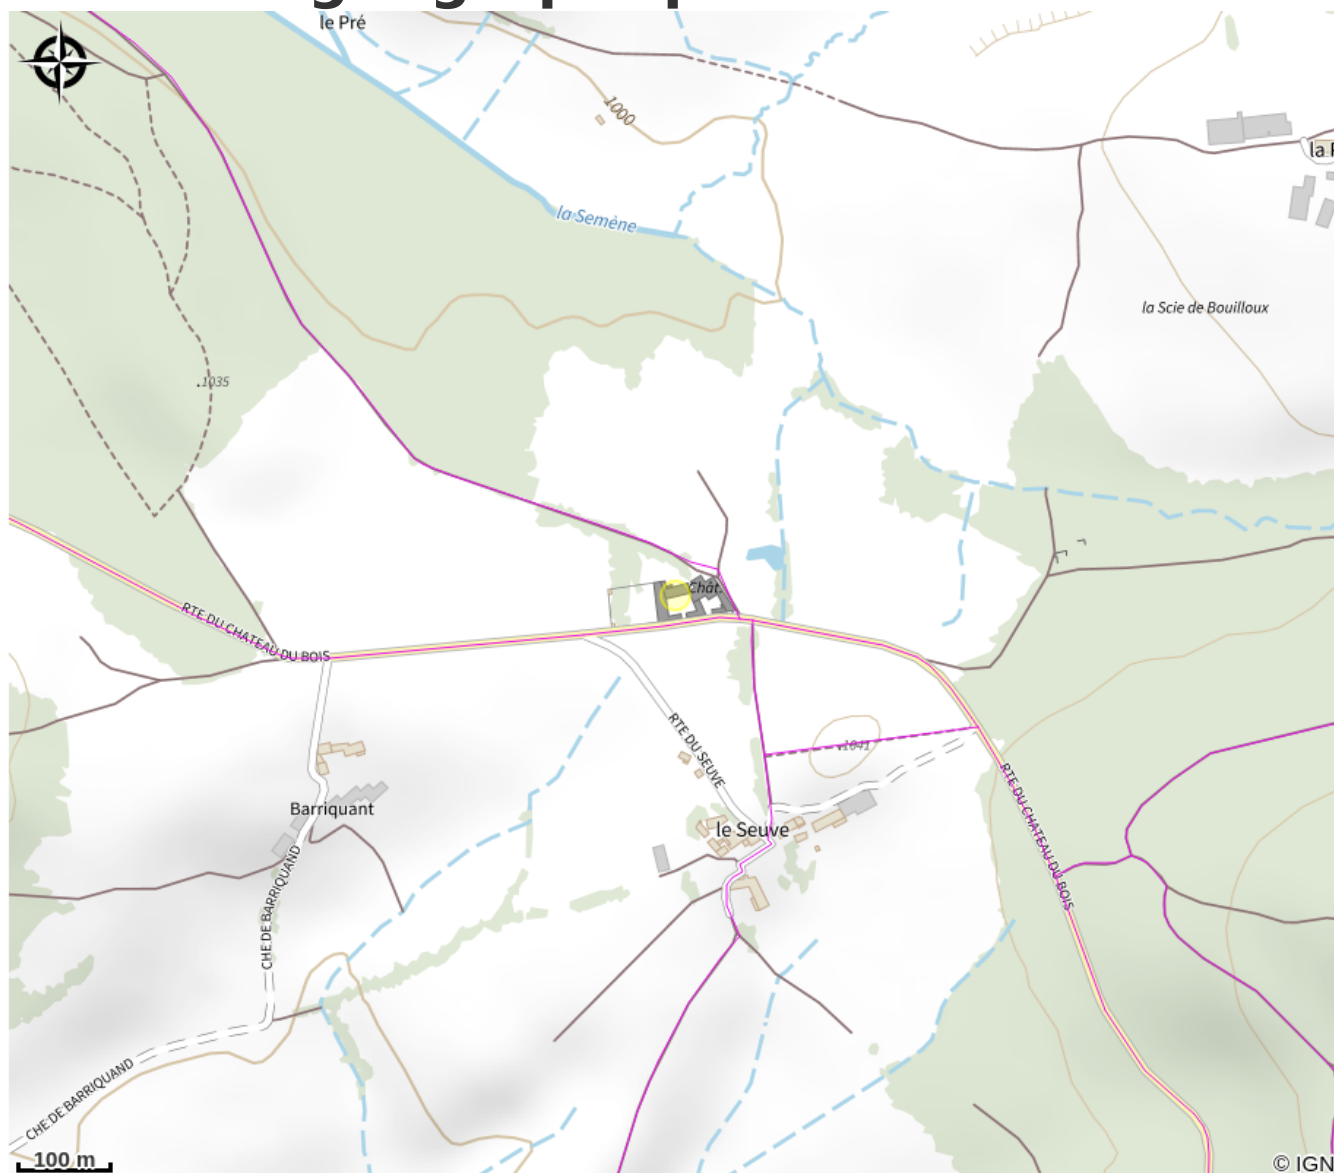 le Pré
1000
la Semène
la Scie de Bouilloux
.1035
Chât.
RTE DU CHATEAU DU BOIS
RTE DU SEUVE
.1041
RTE DU CHATEAU DU BOIS
Barriquant
le Seuve
CHE DE BARRIQUAND
CHE DE BARRIQUAND
100 m
© IGN